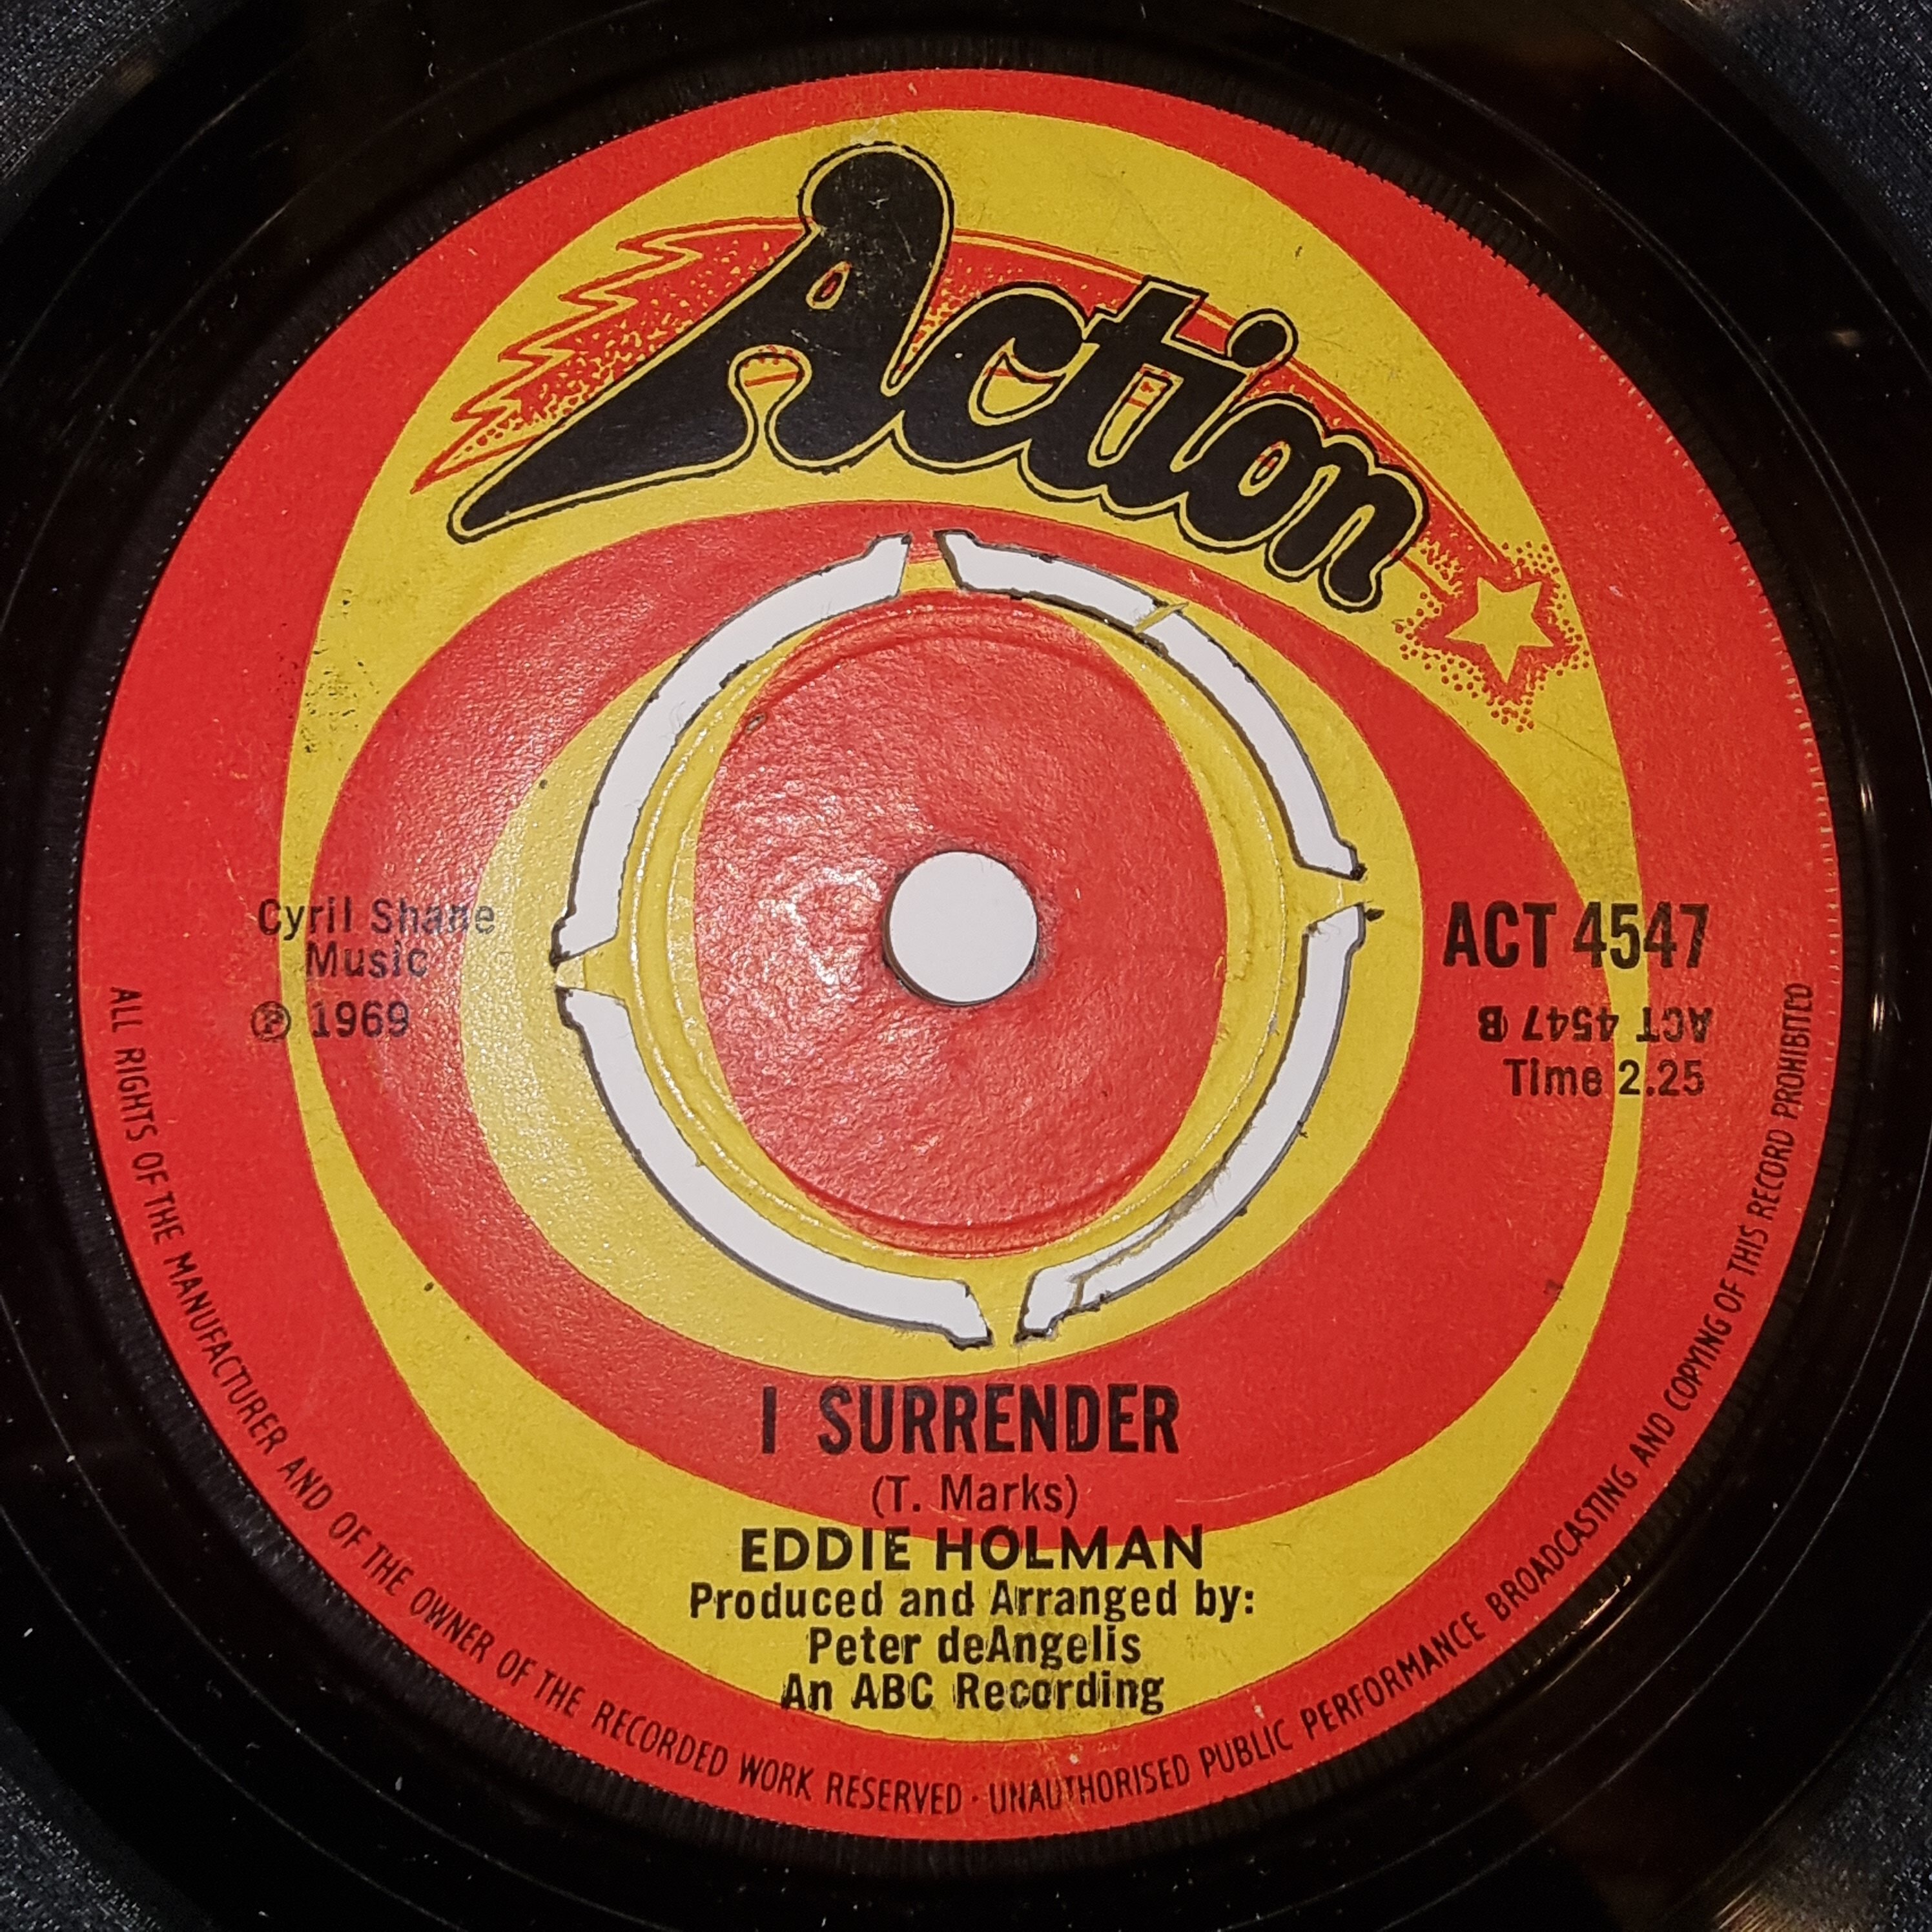 Action
Cyril Shane
Music
℗ 1969
ACT 4547
ACT 4547 B
Time 2.25
I SURRENDER
(T. Marks)
EDDIE HOLMAN
Produced and Arranged by:
Peter deAngelis
An ABC Recording
ALL RIGHTS OF THE MANUFACTURER AND OF THE OWNER OF THE RECORDED WORK RESERVED · UNAUTHORISED PUBLIC PERFORMANCE BROADCASTING AND COPYING OF THIS RECORD PROHIBITED